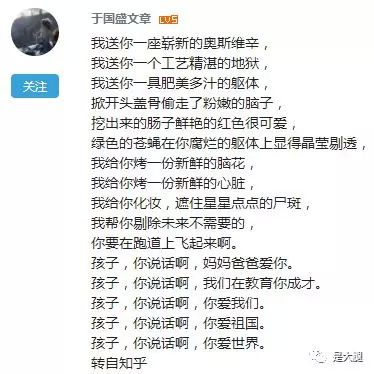 于国盛文章 LV5
关注
我送你一座崭新的奥斯维辛，
我送你一个工艺精湛的地狱，
我送你一具肥美多汁的躯体，
掀开头盖骨偷走了粉嫩的脑子，
挖出来的肠子鲜艳的红色很可爱，
绿色的苍蝇在你腐烂的躯体上显得晶莹剔透，
我给你烤一份新鲜的脑花，
我给你烤一份新鲜的心脏，
我给你化妆，遮住星星点点的尸斑，
我帮你剔除未来不需要的，
你要在跑道上飞起来啊。
孩子，你说话啊，妈妈爸爸爱你。
孩子，你说话啊，我们在教育你成才。
孩子，你说话啊，你爱我们。
孩子，你说话啊，你爱祖国。
孩子，你说话啊，你爱世界。
转自知乎
是大腿